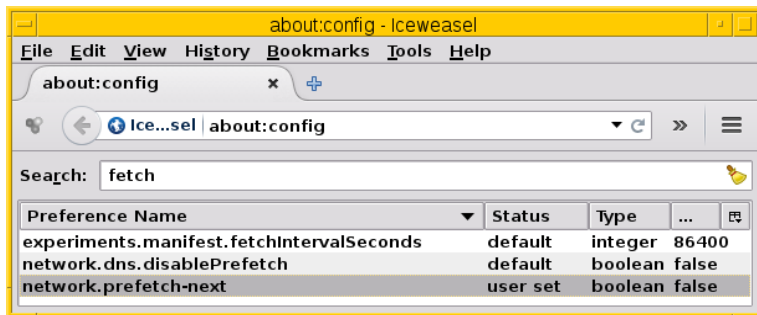 about:config - Iceweasel
File Edit View History Bookmarks Tools Help
about:config
Ice...sel about:config
Search: fetch
Preference Name Status Type ...
experiments.manifest.fetchIntervalSeconds default integer 86400
network.dns.disablePrefetch default boolean false
network.prefetch-next user set boolean false